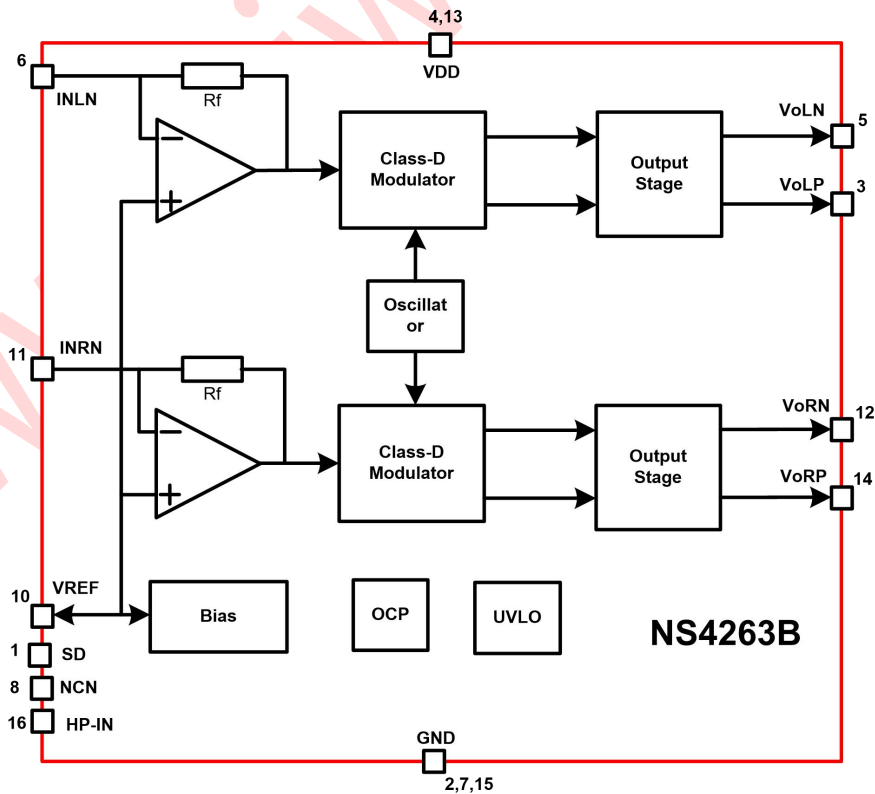 4,13
VDD
6
INLN
Rf
Class-D
Modulator
Output
Stage
VoLN
5
VoLP
3
Oscillat
or
INRN
11
Rf
Class-D
Modulator
Output
Stage
VoRN
12
VoRP
14
VREF
10
Bias
OCP
UVLO
NS4263B
1
SD
8
NCN
16
HP-IN
GND
2,7,15